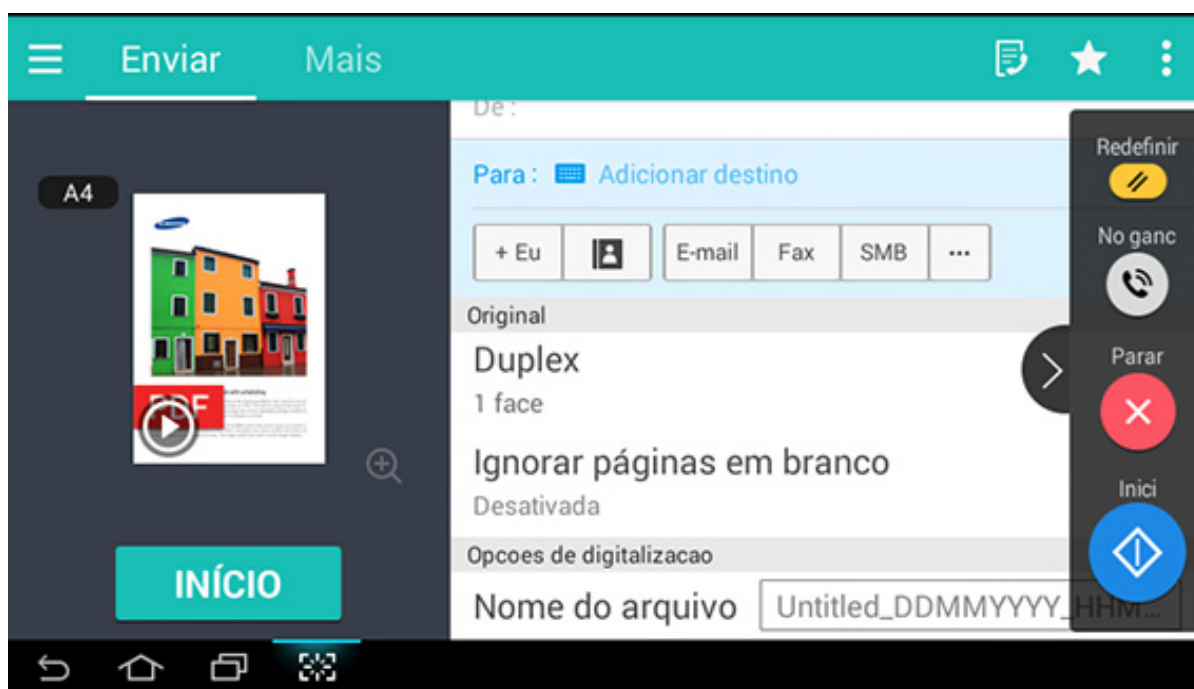 Enviar
Mais
De :
A4
Para : Adicionar destino
+ Eu
E-mail
Fax
SMB
...
Original
Duplex
1 face
Ignorar páginas em branco
Desativada
Opcoes de digitalizacao
Nome do arquivo
Untitled_DDMMYYYY_HHM...
PDF
INÍCIO
Redefinir
No ganc
Parar
Inici